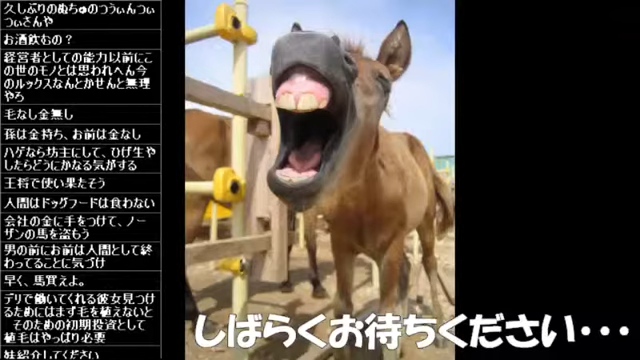 久しぶりのぬちゅのつうぃんつぃ
つぃさんや
お酒飲むの？
経営者としての能力以前にこ
の世のモノとは思われへん今
のルックスなんとかせんと無理
やろ
毛なし金無し
孫は金持ち、お前は金なし
ハゲなら坊主にして、ひげ生や
したらどうにかなる気がする
王将で使い果たそう
人間はドッグフードは食わない
会社の金に手をつけて、ノー
ザンの馬を盗もう
男の前にお前は人間として終
わってることに気づけ
早く、馬買えよ。
デリで働いてくれる彼女見つけ
るためにはまず毛を植えないと
そのための初期投資として
植毛はやっぱり必要
妹紹介してください
しばらくお待ちください･･･